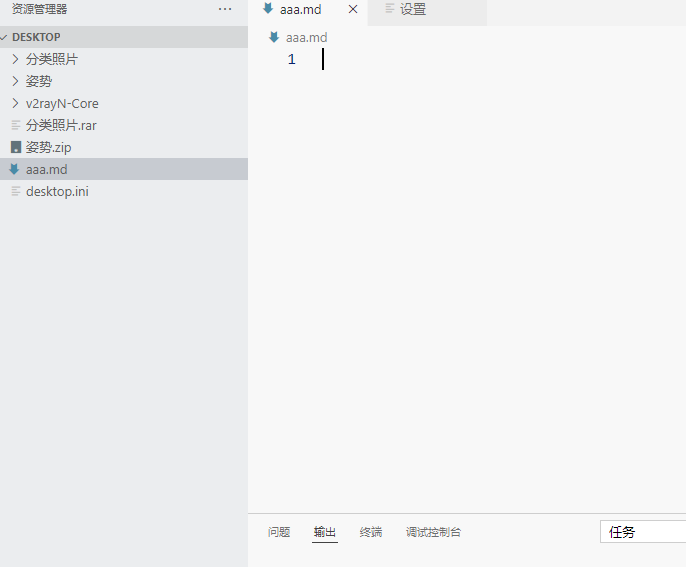 资源管理器 ···
aaa.md 设置
DESKTOP
aaa.md
分类照片
1
姿势
v2rayN-Core
分类照片.rar
姿势.zip
aaa.md
desktop.ini
问题 输出 终端 调试控制台 任务